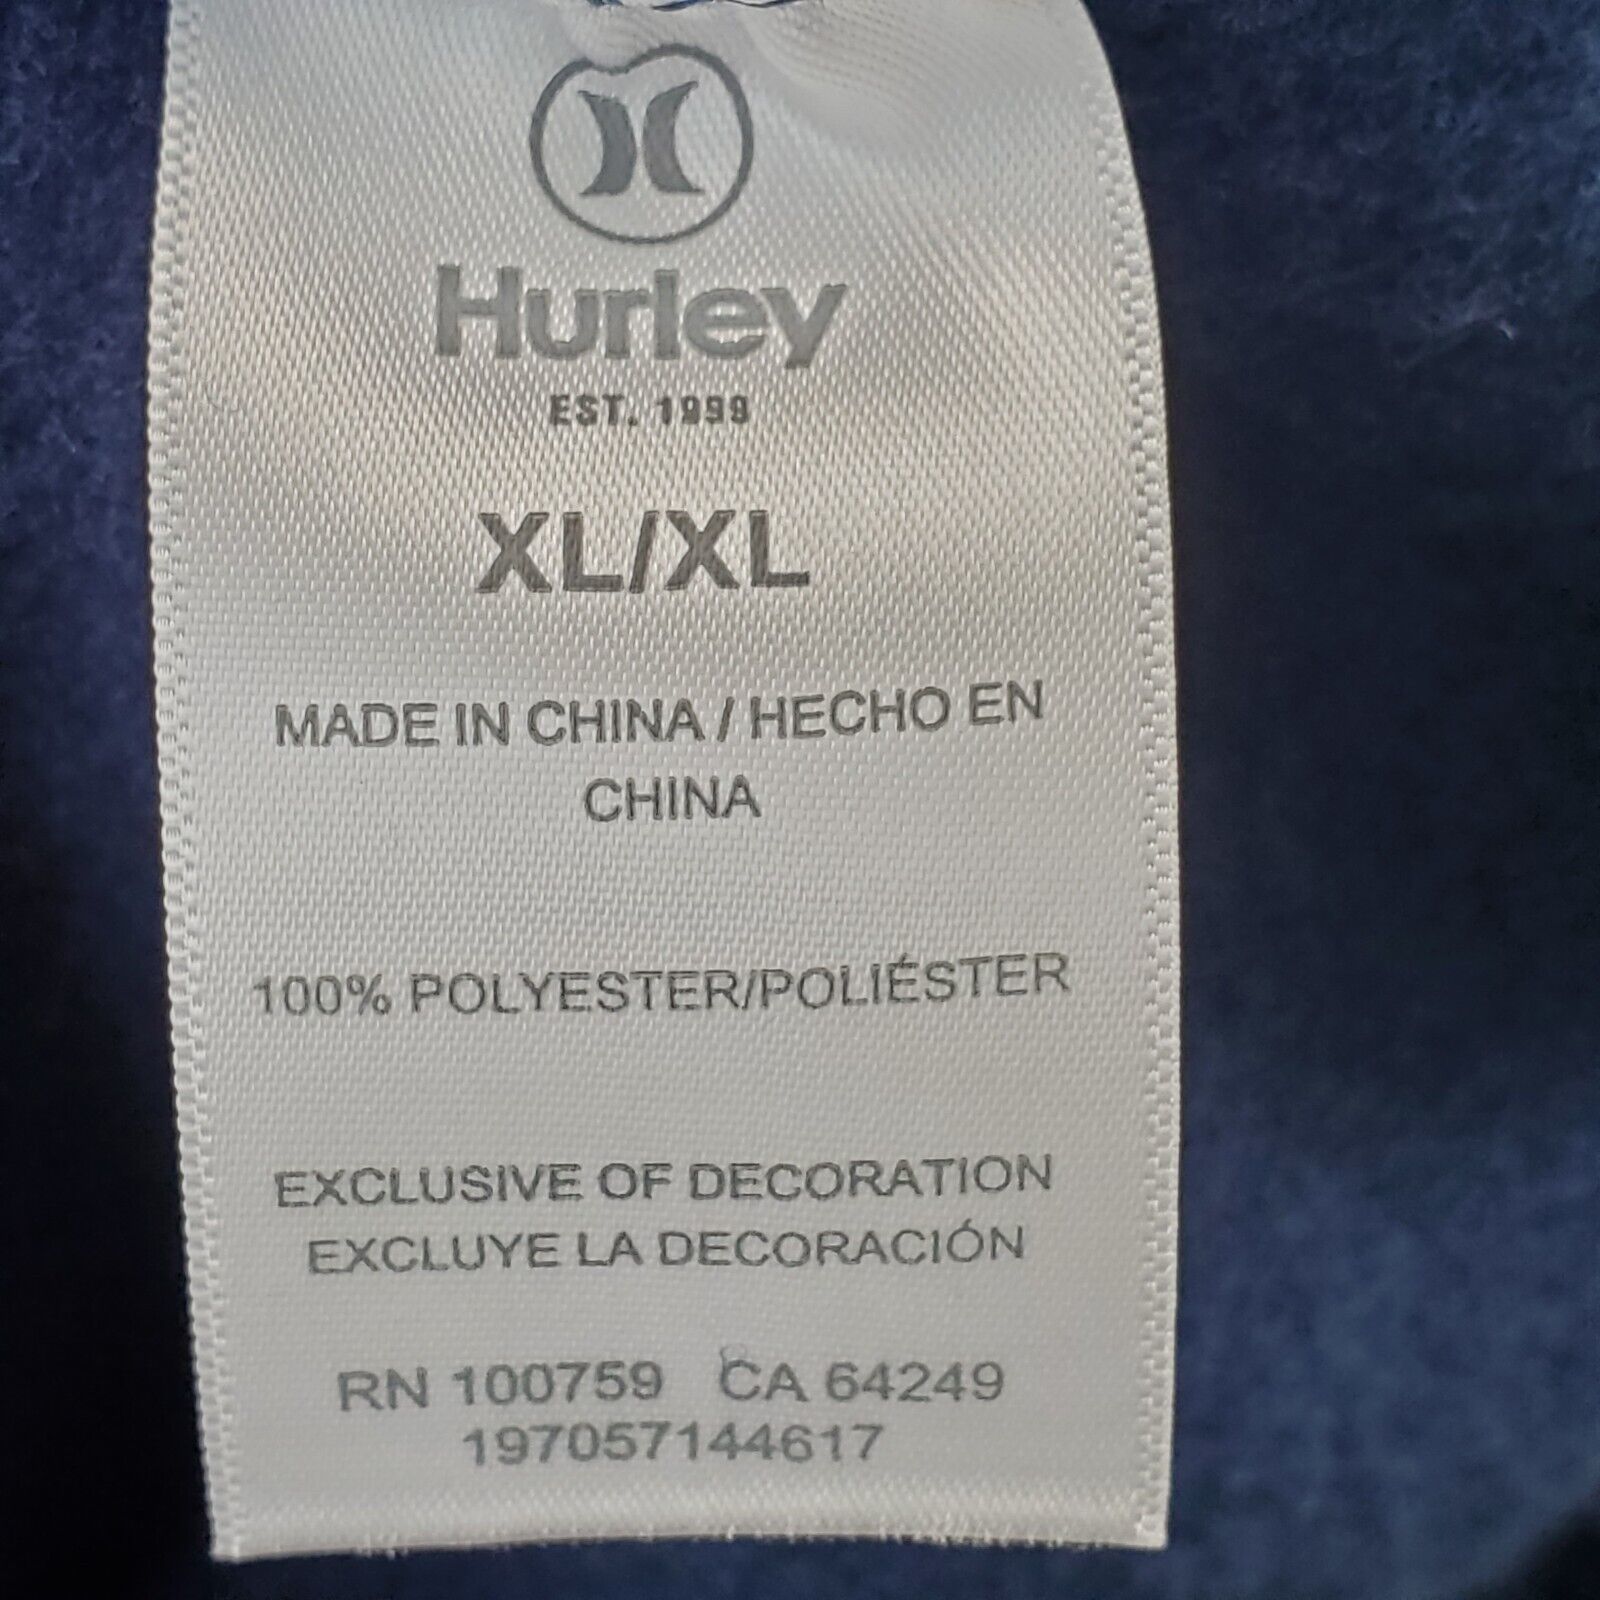 Hurley
EST. 1999
XL/XL
MADE IN CHINA / HECHO EN
CHINA
100% POLYESTER/POLIÉSTER
EXCLUSIVE OF DECORATION
EXCLUYE LA DECORACIÓN
RN 100759 CA 64249
197057144617